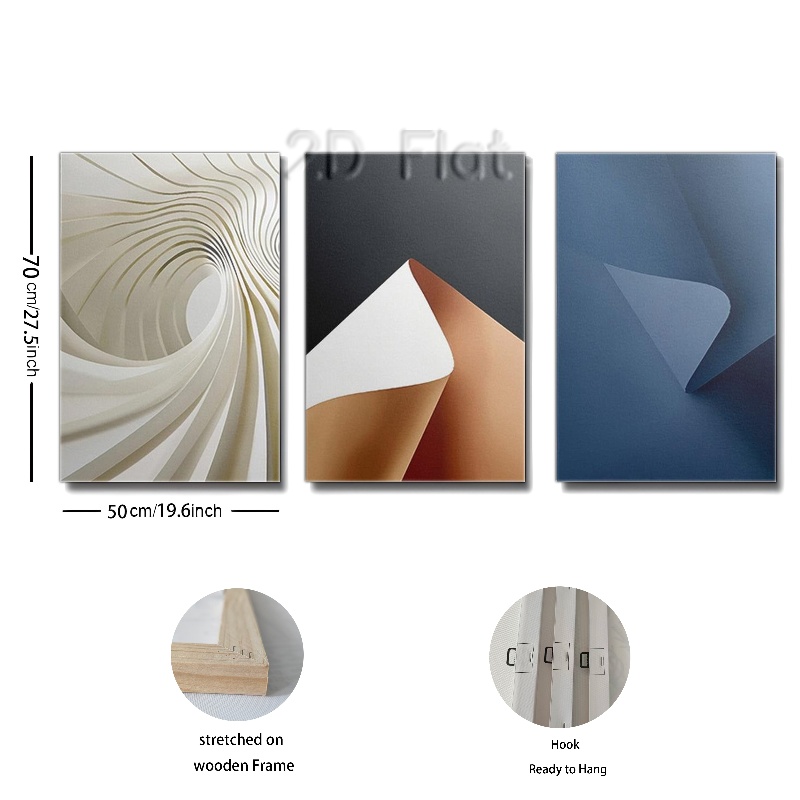 2D Flat
70 cm/27.5inch
50cm/19.6inch
stretched on
wooden Frame
Hook
Ready to Hang